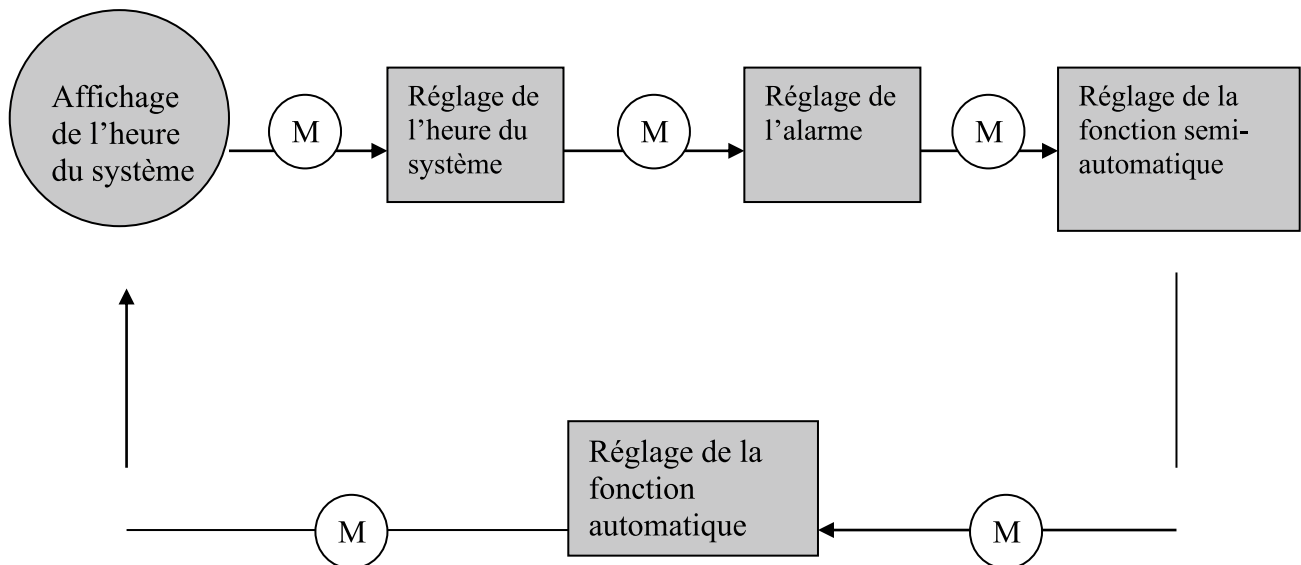 Affichage
de l’heure
du système
M
Réglage de
l’heure du
système
M
Réglage de
l’alarme
M
Réglage de la
fonction semi-
automatique
M
Réglage de la
fonction
automatique
M